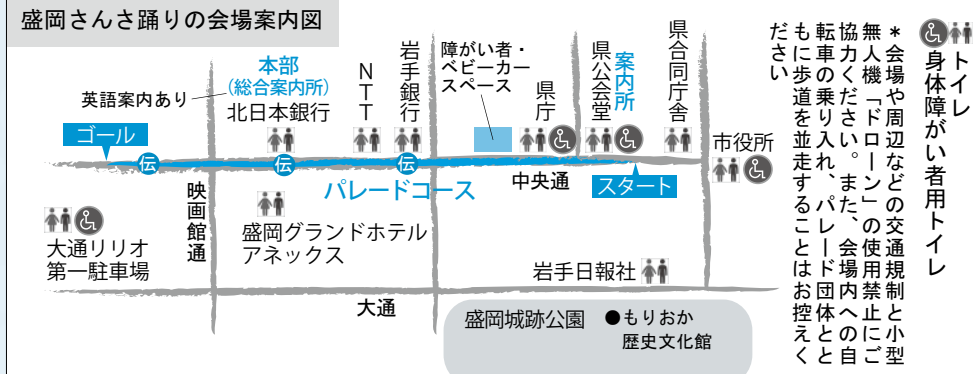 盛岡さんさ踊りの会場案内図
本部
(総合案内所)
英語案内あり
北日本銀行
NTT
岩手銀行
障がい者・
ベビーカー
スペース
県庁
県公会堂
案内所
県合同庁舎
市役所
ゴール
伝
伝
伝
パレードコース
中央通
スタート
映画館通
大通リリオ
第一駐車場
盛岡グランドホテル
アネックス
岩手日報社
大通
盛岡城跡公園
●もりおか
歴史文化館
トイレ
身体障がい者用トイレ
*会場や周辺などの交通規制と小型
無人機「ドローン」の使用禁止にご
協力ください。また、会場内への自
転車の乗り入れ、パレード団体とと
もに歩道を並走することはお控えく
ださい